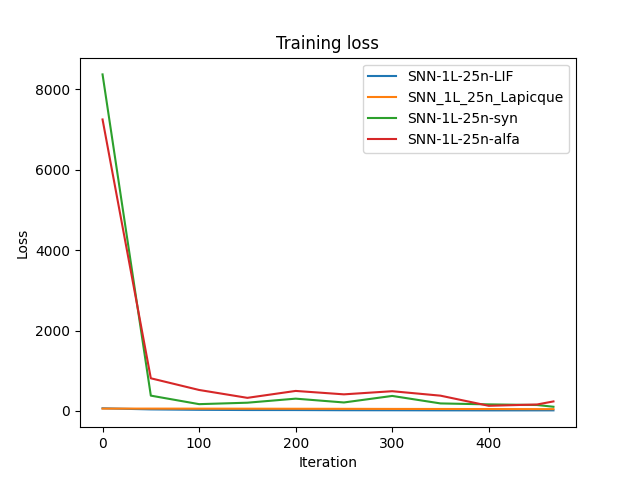 Training loss
SNN-1L-25n-LIF
SNN_1L_25n_Lapicque
SNN-1L-25n-syn
SNN-1L-25n-alfa
8000
6000
4000
2000
0
Loss
0 100 200 300 400
Iteration